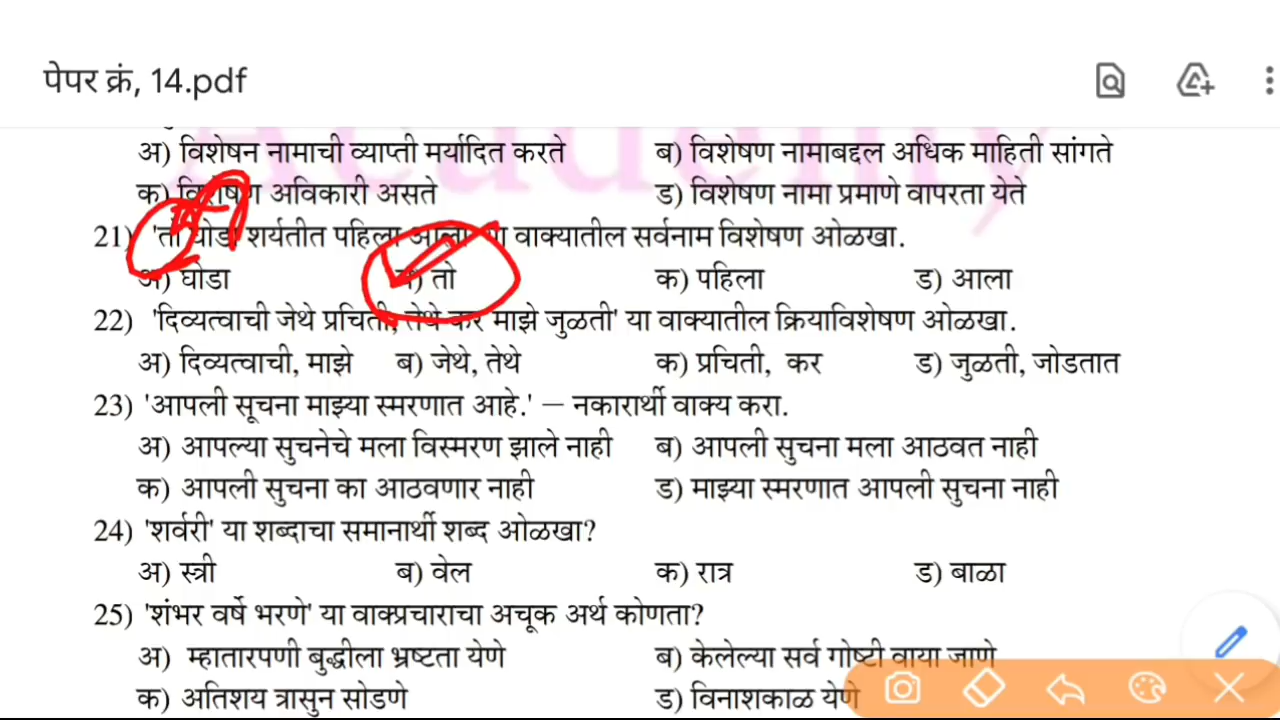 पेपर क्रं, 14.pdf
Academy
अ) विशेषन नामाची व्याप्ती मर्यादित करते ब) विशेषण नामाबद्दल अधिक माहिती सांगते
क) विशेषण अविकारी असते ड) विशेषण नामा प्रमाणे वापरता येते
21) 'तो घोडा शर्यतीत पहिला आला या वाक्यातील सर्वनाम विशेषण ओळखा.
अ) घोडा ब) तो क) पहिला ड) आला
22) 'दिव्यत्वाची जेथे प्रचिती, तेथे कर माझे जुळती' या वाक्यातील क्रियाविशेषण ओळखा.
अ) दिव्यत्वाची, माझे ब) जेथे, तेथे क) प्रचिती, कर ड) जुळती, जोडतात
23) 'आपली सूचना माझ्या स्मरणात आहे.' – नकारार्थी वाक्य करा.
अ) आपल्या सुचनेचे मला विस्मरण झाले नाही ब) आपली सुचना मला आठवत नाही
क) आपली सुचना का आठवणार नाही ड) माझ्या स्मरणात आपली सुचना नाही
24) 'शर्वरी' या शब्दाचा समानार्थी शब्द ओळखा?
अ) स्त्री ब) वेल क) रात्र ड) बाळा
25) 'शंभर वर्षे भरणे' या वाक्प्रचाराचा अचूक अर्थ कोणता?
अ) म्हातारपणी बुद्धीला भ्रष्टता येणे ब) केलेल्या सर्व गोष्टी वाया जाणे
क) अतिशय त्रासुन सोडणे ड) विनाशकाळ येणे